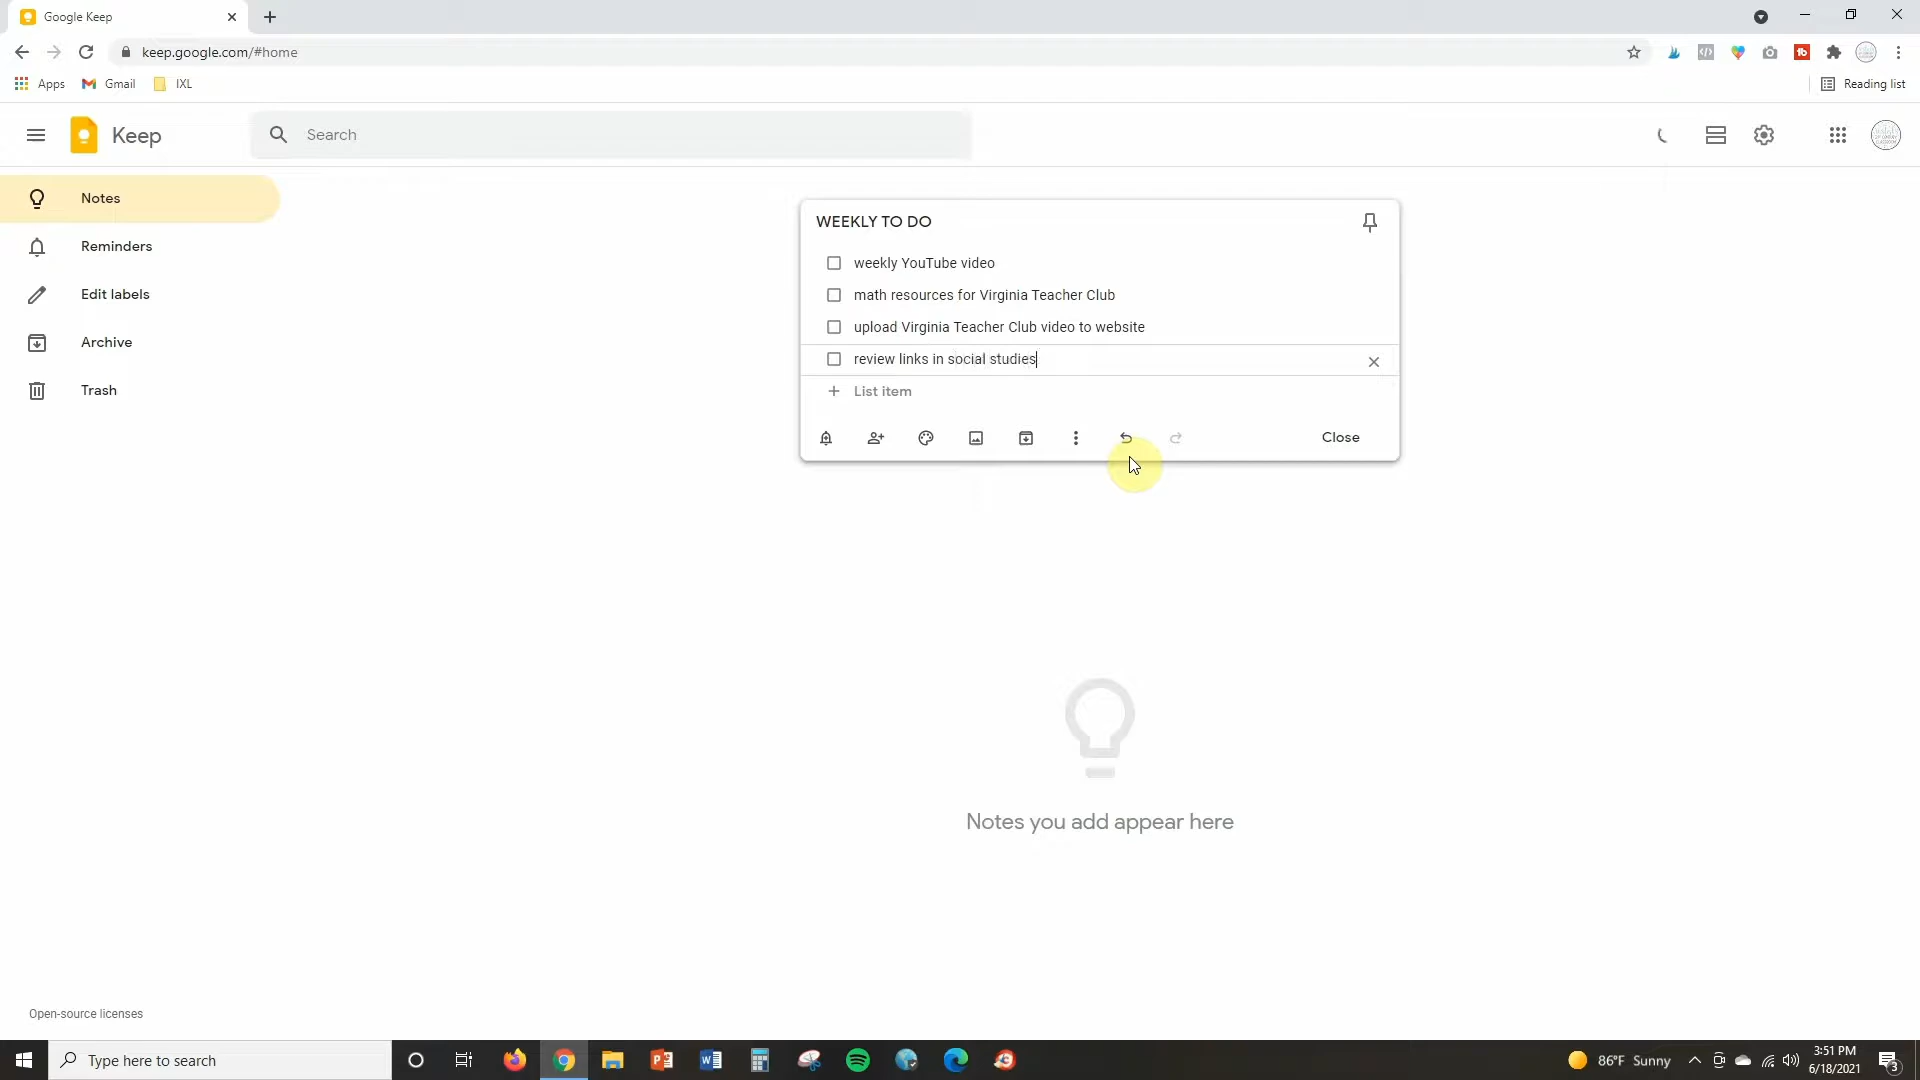 Google Keep
keep.google.com/#home
Apps
Gmail
IXL
Reading list
Keep
Search
Notes
Reminders
Edit labels
Archive
Trash
WEEKLY TO DO
weekly YouTube video
math resources for Virginia Teacher Club
upload Virginia Teacher Club video to website
review links in social studies
List item
Close
Notes you add appear here
Open-source licenses
Type here to search
86°F Sunny
3:51 PM
6/18/2021
3